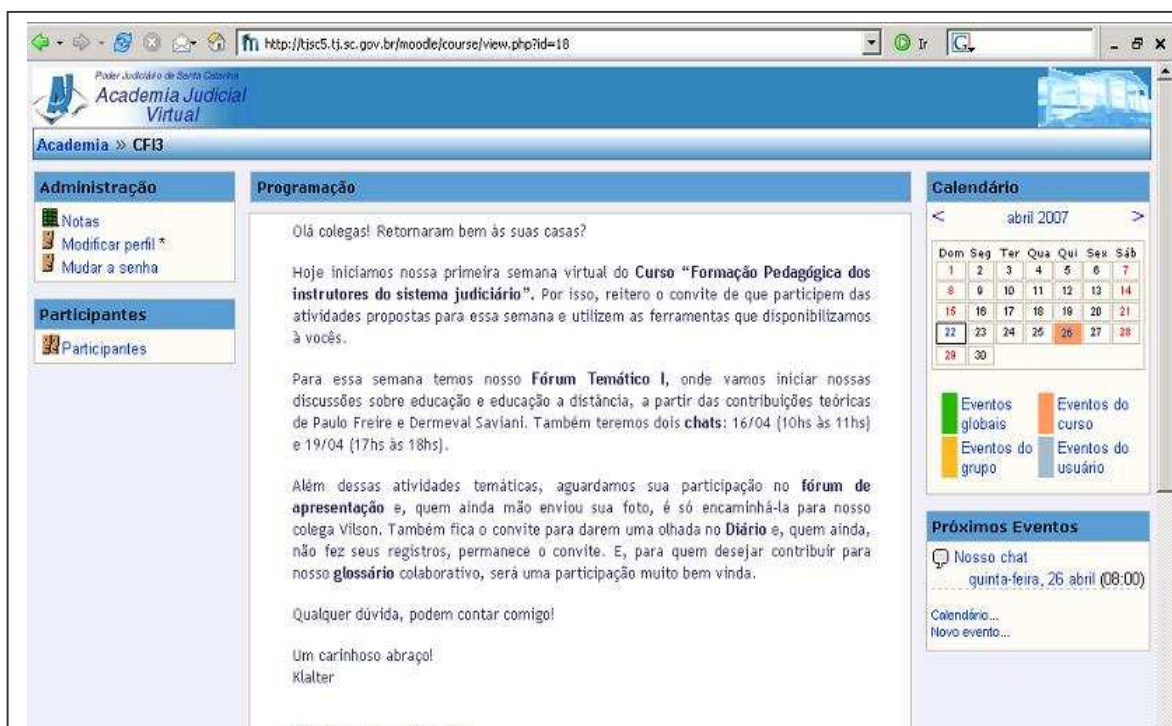 http://tjsc5.tj.sc.gov.br/moodle/course/view.php?id=18
Ir
Poder Judiciário de Santa Catarina
Academia Judicial
Virtual
Academia » CFI3
Administração
Notas
Modificar perfil *
Mudar a senha
Participantes
Participantes
Programação
Olá colegas! Retornaram bem às suas casas?
Hoje iniciamos nossa primeira semana virtual do Curso “Formação Pedagógica dos
instrutores do sistema judiciário”. Por isso, reitero o convite de que participem das
atividades propostas para essa semana e utilizem as ferramentas que disponibilizamos
à vocês.
Para essa semana temos nosso Fórum Temático I, onde vamos iniciar nossas
discussões sobre educação e educação a distância, a partir das contribuições teóricas
de Paulo Freire e Dermeval Saviani. Também teremos dois chats: 16/04 (10hs às 11hs)
e 19/04 (17hs às 18hs).
Além dessas atividades temáticas, aguardamos sua participação no fórum de
apresentação e, quem ainda mão enviou sua foto, é só encaminhá-la para nosso
colega Vilson. Também fica o convite para darem uma olhada no Diário e, quem ainda,
não fez seus registros, permanece o convite. E, para quem desejar contribuir para
nosso glossário colaborativo, será uma participação muito bem vinda.
Qualquer dúvida, podem contar comigo!
Um carinhoso abraço!
Klalter
Calendário
< abril 2007 >
Dom Seg Ter Qua Qui Sex Sáb
1 2 3 4 5 6 7
8 9 10 11 12 13 14
15 16 17 18 19 20 21
22 23 24 25 26 27 28
29 30
Eventos globais
Eventos do curso
Eventos do grupo
Eventos do usuário
Próximos Eventos
Nosso chat
quinta-feira, 26 abril (08:00)
Calendário...
Novo evento...